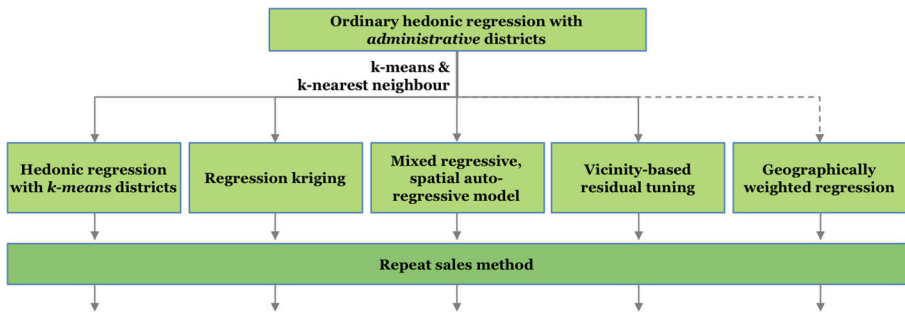 Ordinary hedonic regression with
administrative districts
k-means &
k-nearest neighbour
Hedonic regression
with k-means districts
Regression kriging
Mixed regressive,
spatial auto-
regressive model
Vicinity-based
residual tuning
Geographically
weighted regression
Repeat sales method